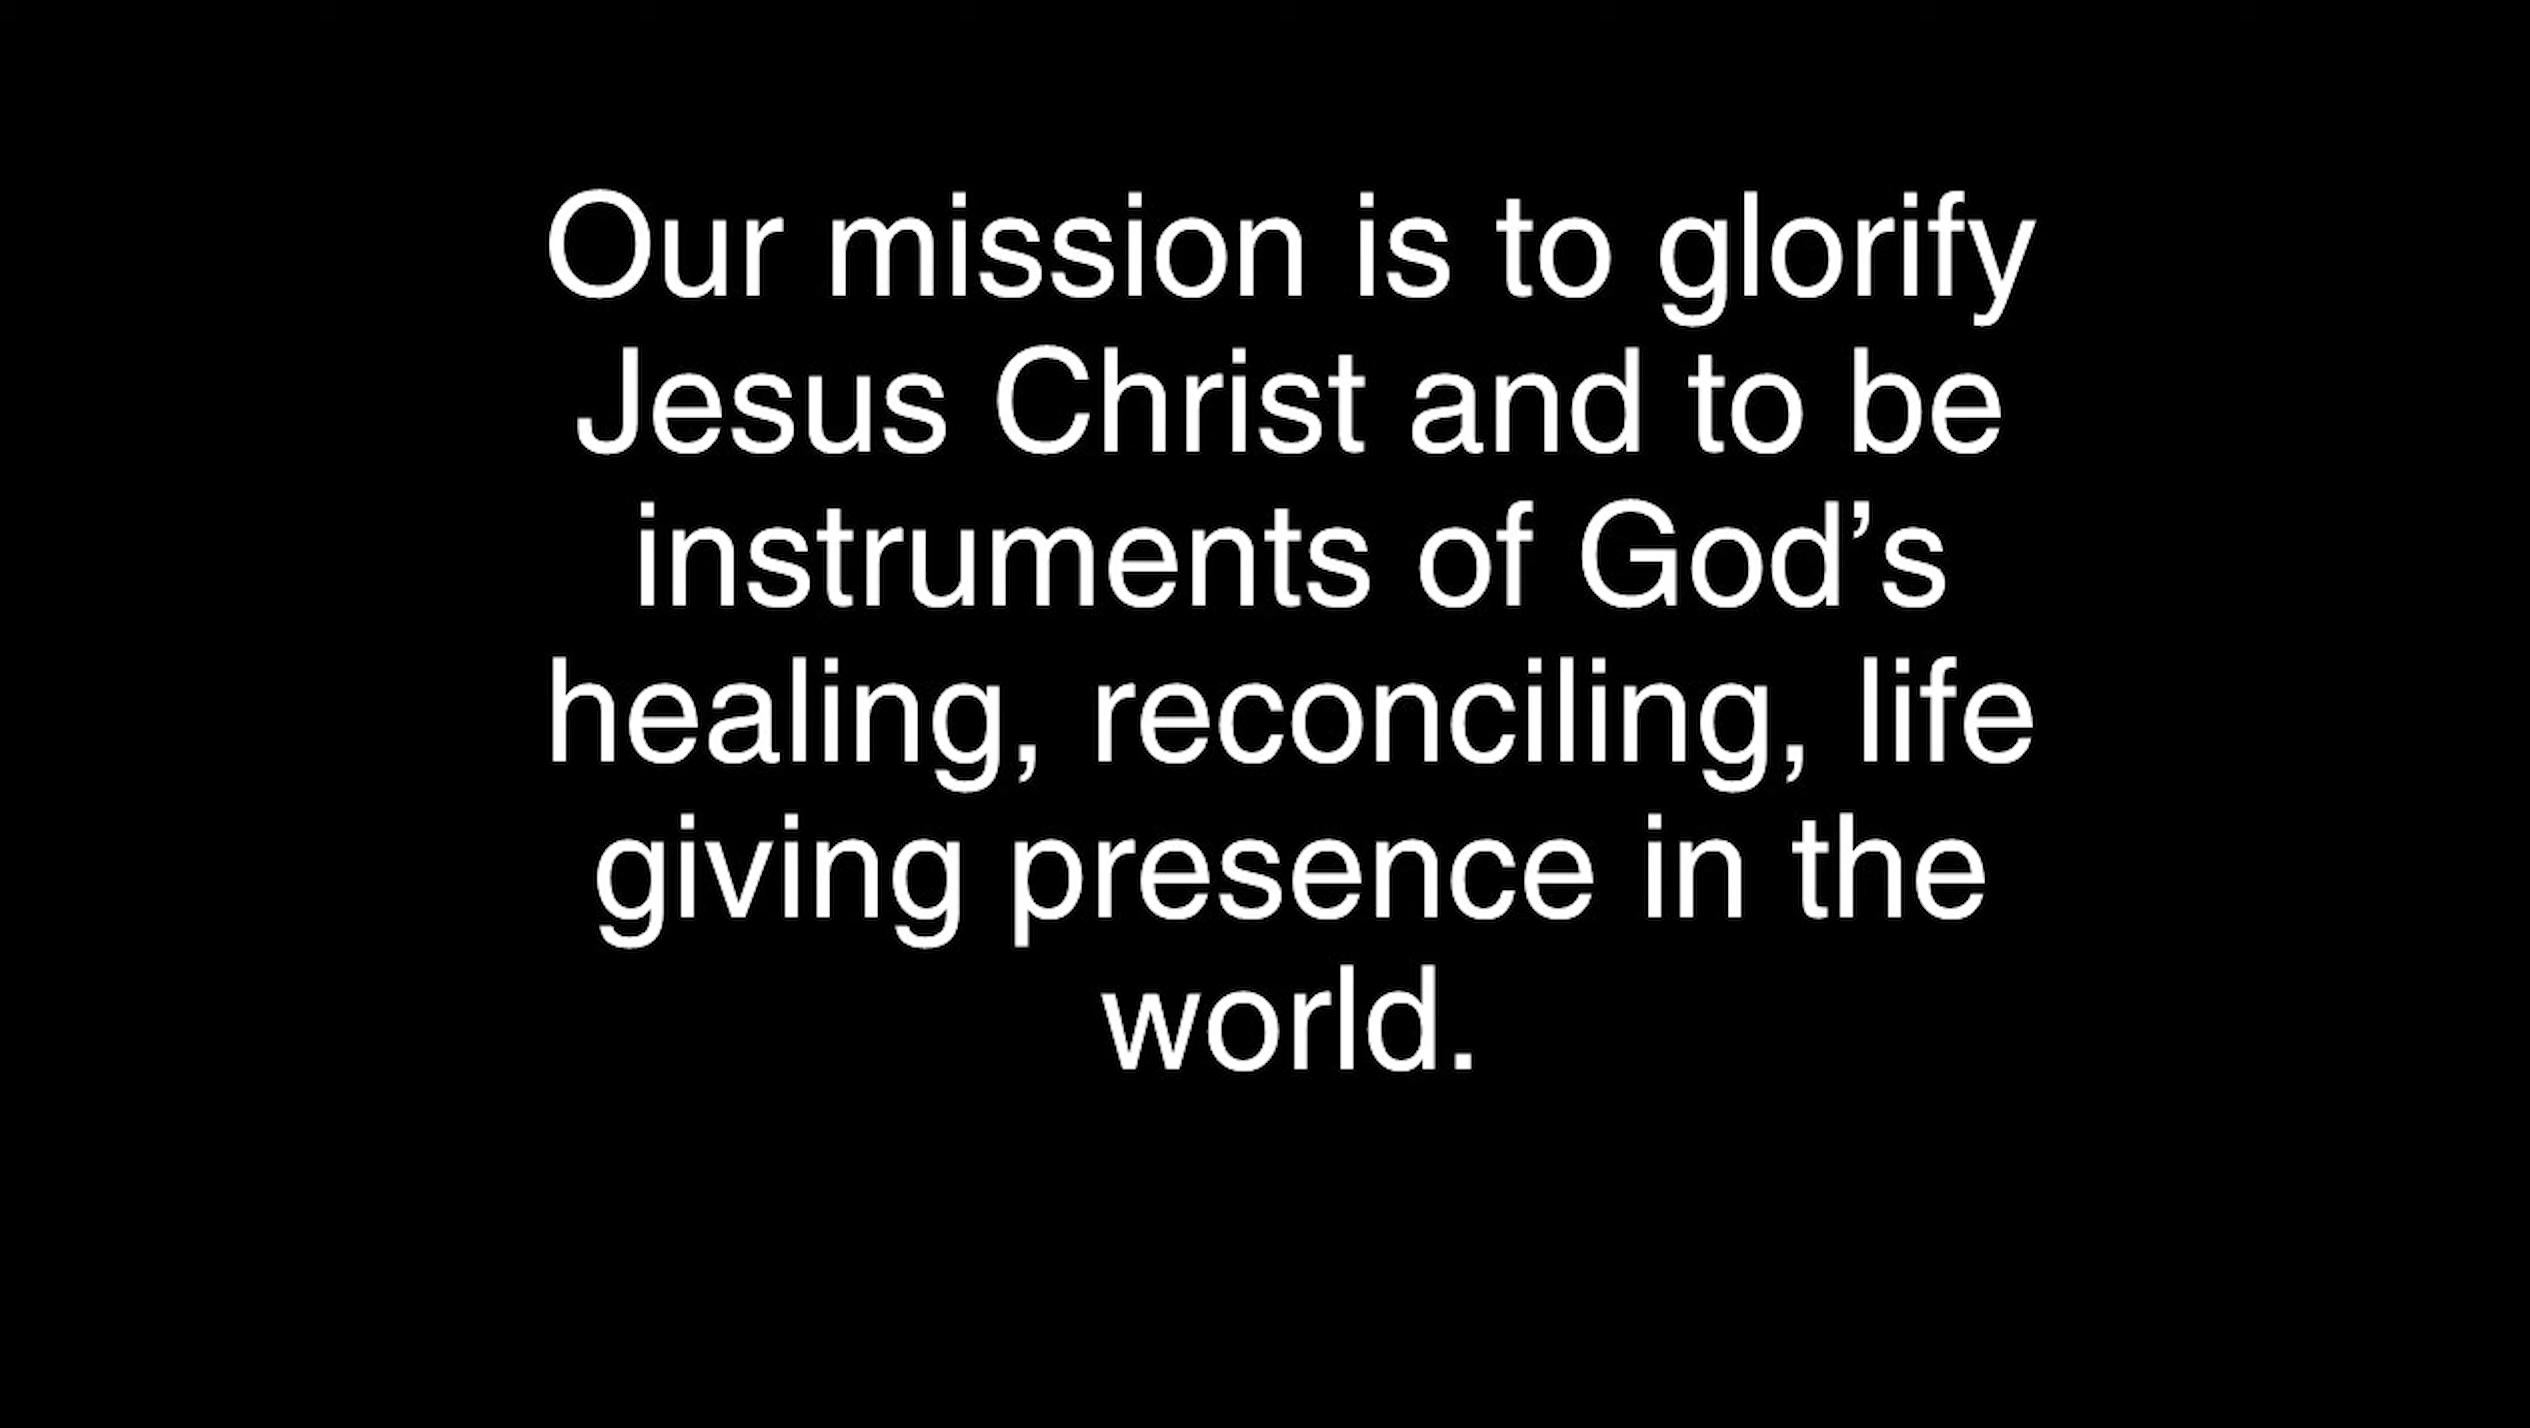 Our mission is to glorify
Jesus Christ and to be
instruments of God’s
healing, reconciling, life
giving presence in the
world.